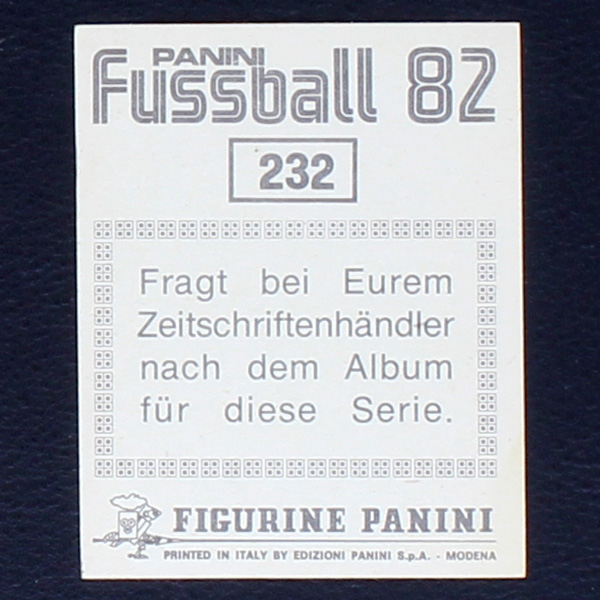 PANINI
Fussball 82
232
Fragt bei Eurem
Zeitschriftenhändler
nach dem Album
für diese Serie.
FIGURINE PANINI
PRINTED IN ITALY BY EDIZIONI PANINI S.p.A. - MODENA